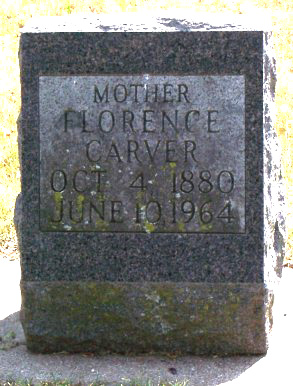 MOTHER
FLORENCE
CARVER
OCT. 4, 1880
JUNE 10, 1964